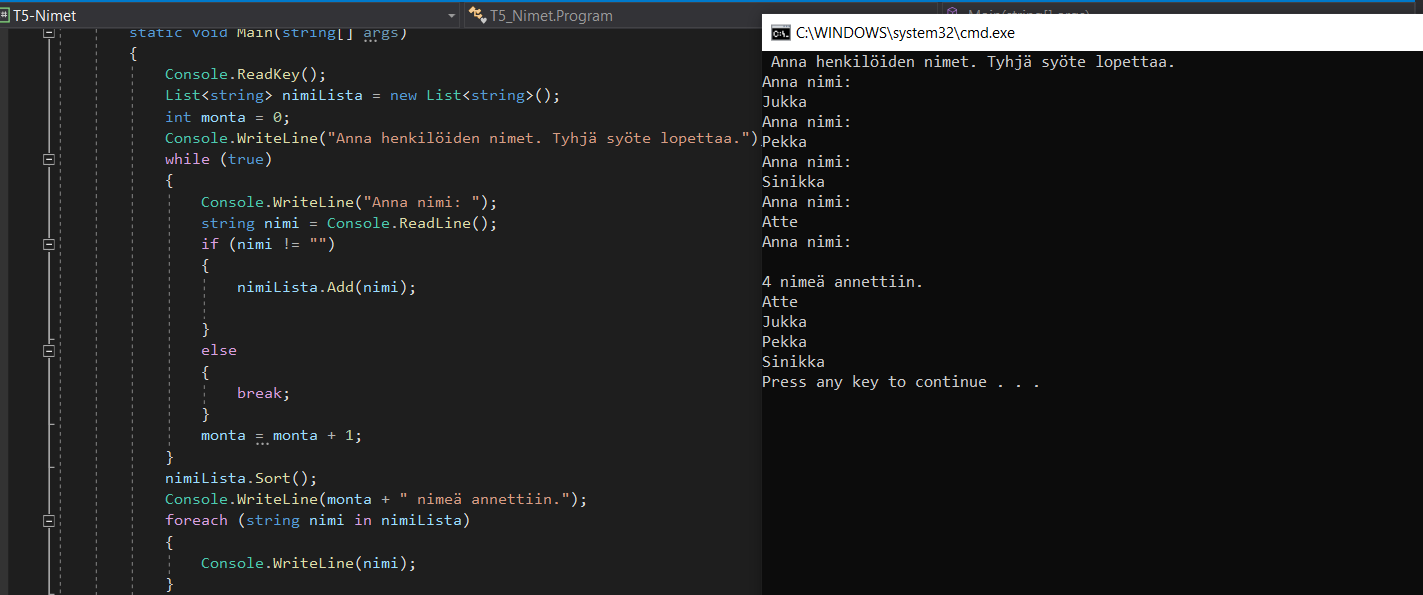 T5-Nimet
T5_Nimet.Program
Main(string[] args)
static void Main(string[] args)
{
Console.ReadKey();
List<string> nimiLista = new List<string>();
int monta = 0;
Console.WriteLine("Anna henkilöiden nimet. Tyhjä syöte lopettaa.")
while (true)
{
Console.WriteLine("Anna nimi: ");
string nimi = Console.ReadLine();
if (nimi != "")
{
nimiLista.Add(nimi);
}
else
{
break;
}
monta = monta + 1;
}
nimiLista.Sort();
Console.WriteLine(monta + " nimeä annettiin.");
foreach (string nimi in nimiLista)
{
Console.WriteLine(nimi);
}
C:\WINDOWS\system32\cmd.exe
Anna henkilöiden nimet. Tyhjä syöte lopettaa.
Anna nimi:
Jukka
Anna nimi:
Pekka
Anna nimi:
Sinikka
Anna nimi:
Atte
Anna nimi:
4 nimeä annettiin.
Atte
Jukka
Pekka
Sinikka
Press any key to continue . . .